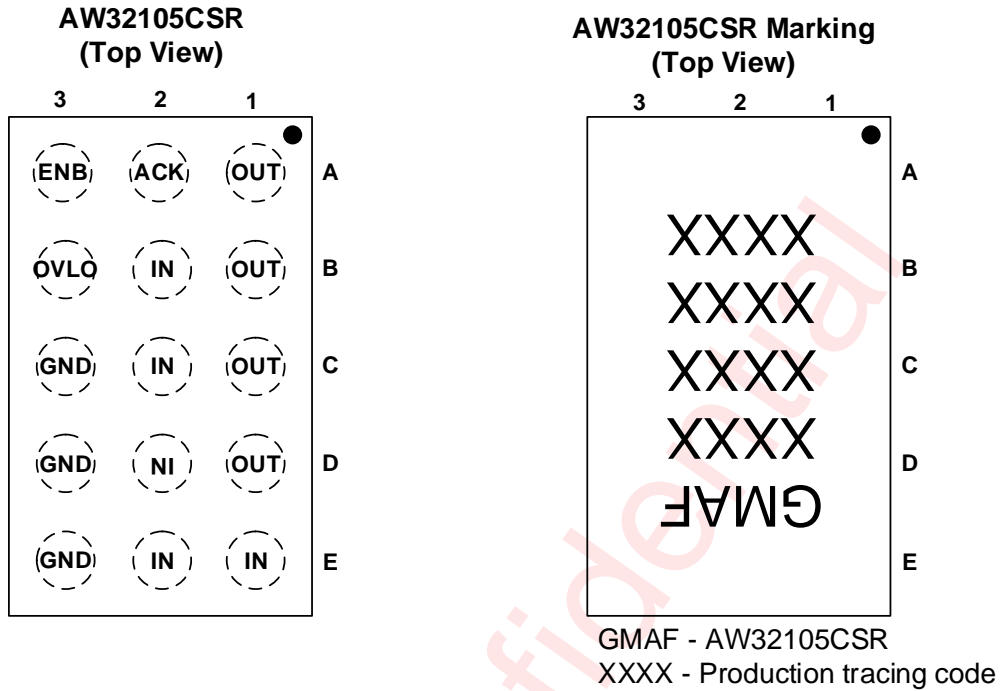 AW32105CSR
(Top View)
3 2 1
ENB ACK OUT A
OVLO IN OUT B
GND IN OUT C
GND NI OUT D
GND IN IN E
AW32105CSR Marking
(Top View)
3 2 1
A
XXXX
B
XXXX
XXXX
C
XXXX
D
GMAF
E
GMAF - AW32105CSR
XXXX - Production tracing code
fidential